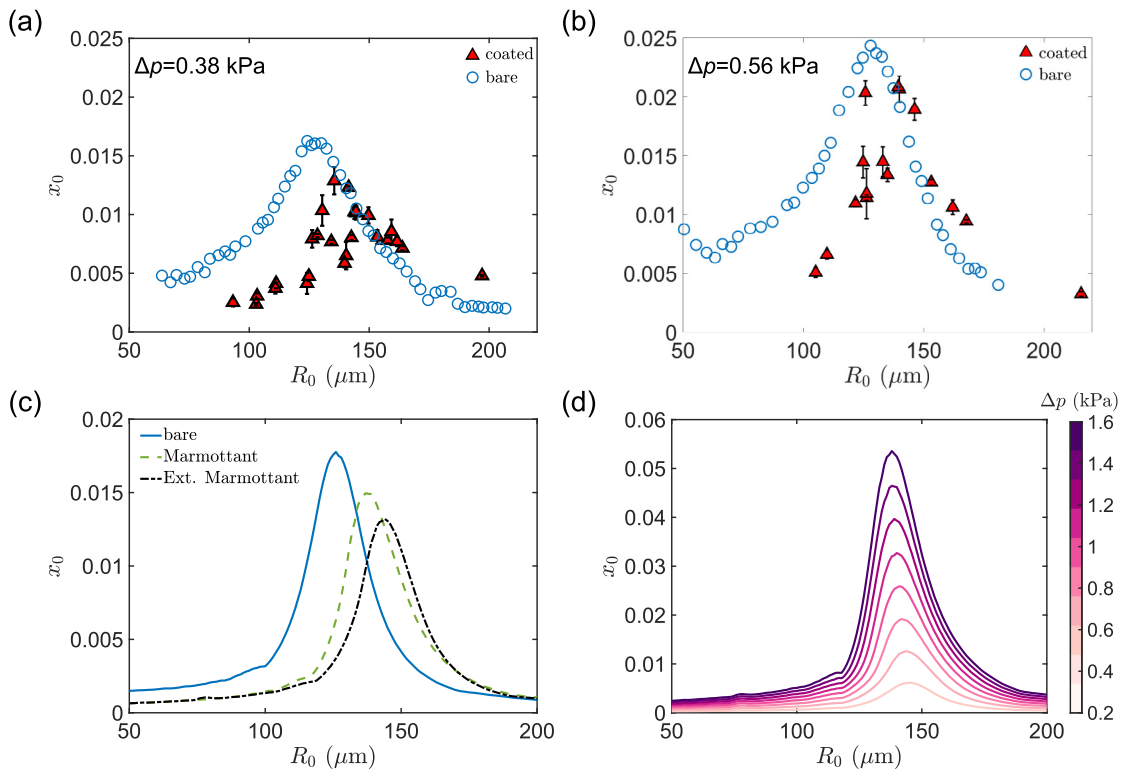 (a)
0.025
0.02
0.015
0.01
0.005
0
x₀
Δp=0.38 kPa
coated
bare
50
100
150
200
R₀ (μm)
(b)
0.025
0.02
0.015
0.01
0.005
0
x₀
Δp=0.56 kPa
coated
bare
50
100
150
200
R₀ (μm)
(c)
0.02
0.015
0.01
0.005
0
x₀
bare
Marmottant
Ext. Marmottant
50
100
150
200
R₀ (μm)
(d)
0.06
0.05
0.04
0.03
0.02
0.01
0
x₀
50
100
150
200
R₀ (μm)
Δp (kPa)
1.6
1.4
1.2
1
0.8
0.6
0.4
0.2